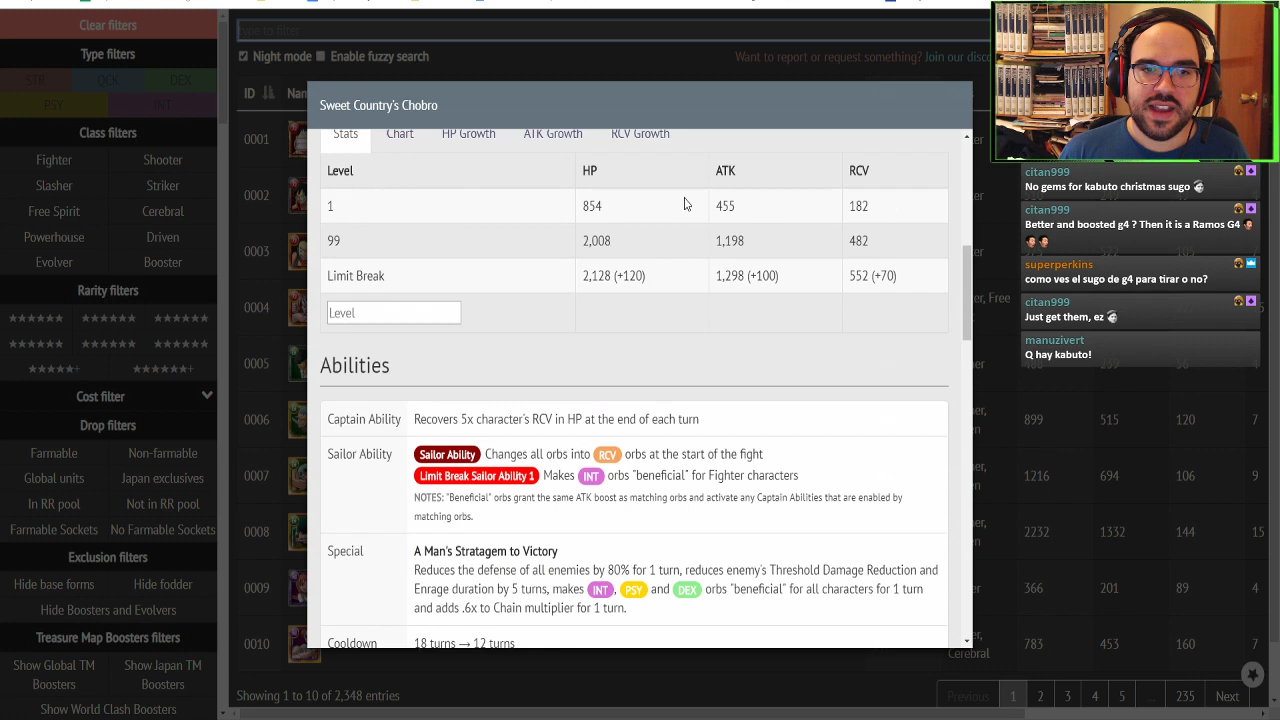 Clear filters
Type filters
STR QCK DEX
PSY INT
Class filters
Fighter Shooter
Slasher Striker
Free Spirit Cerebral
Powerhouse Driven
Evolver Booster
Rarity filters
Cost filter
Drop filters
Farmable Non-farmable
Global units Japan exclusives
In RR pool Not in RR pool
Farmable Sockets No Farmable Sockets
Exclusion filters
Hide base forms Hide fodder
Hide Boosters and Evolvers
Treasure Map Boosters filters
Show Global TM Boosters Show Japan TM Boosters
Show World Clash Boosters
Type to filter
Night mode Enable fuzzy search
Want to report or request something? Join our disco
ID
0001
0002
0003
0004
0005
0006
0007
0008
0009
0010
Sweet Country's Chobro
Stats Chart HP Growth ATK Growth RCV Growth
Level HP ATK RCV
1 854 455 182
99 2,008 1,198 482
Limit Break 2,128 (+120) 1,298 (+100) 552 (+70)
Level
Abilities
Captain Ability Recovers 5x character's RCV in HP at the end of each turn
Sailor Ability Sailor Ability Changes all orbs into RCV orbs at the start of the fight
Limit Break Sailor Ability 1 Makes INT orbs "beneficial" for Fighter characters
NOTES: "Beneficial" orbs grant the same ATK boost as matching orbs and activate any Captain Abilities that are enabled by
matching orbs.
Special A Man's Stratagem to Victory
Reduces the defense of all enemies by 80% for 1 turn, reduces enemy's Threshold Damage Reduction and
Enrage duration by 5 turns, makes INT, PSY and DEX orbs "beneficial" for all characters for 1 turn
and adds .6x to Chain multiplier for 1 turn.
Cooldown 18 turns → 12 turns
899 515 120 7
1216 694 106 9
2232 1332 144 15
366 201 89 4
Cerebral 783 453 160 7
Showing 1 to 10 of 2,348 entries
Previous 1 2 3 4 5 ... 235 Next
citan999
No gems for kabuto christmas sugo
citan999
Better and boosted g4 ? Then it is a Ramos G4
superperkins
como ves el sugo de g4 para tirar o no?
citan999
Just get them, ez
manuzivert
Q hay kabuto!